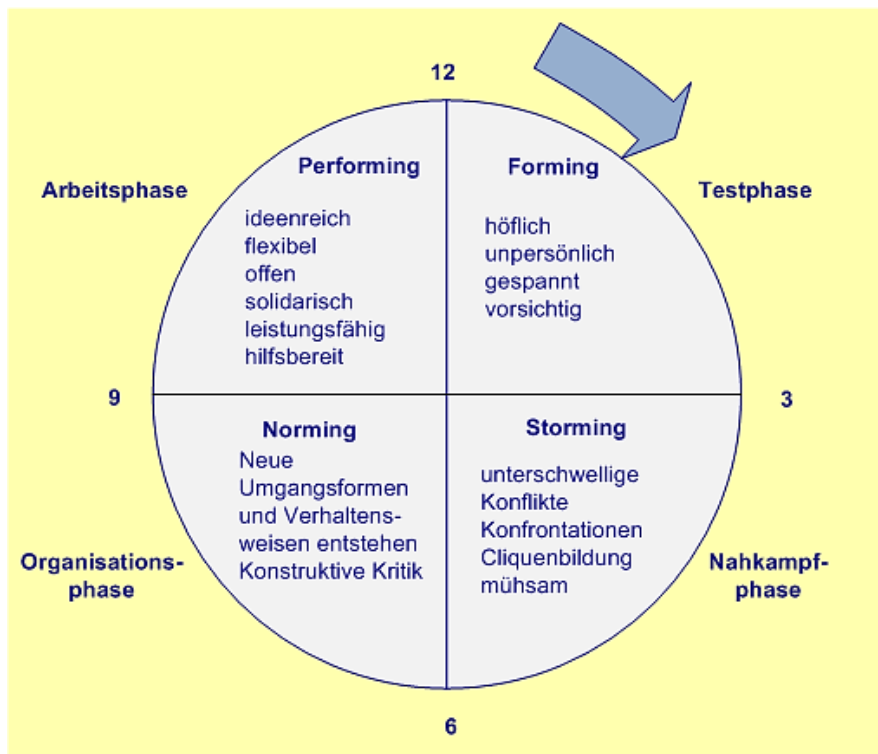 12
Performing
ideenreich
flexibel
offen
solidarisch
leistungsfähig
hilfsbereit
Forming
höflich
unpersönlich
gespannt
vorsichtig
Arbeitsphase
Testphase
9
3
Norming
Neue
Umgangsformen
und Verhaltens-
weisen entstehen
Konstruktive Kritik
Storming
unterschwellige
Konflikte
Konfrontationen
Cliquenbildung
mühsam
Organisations-
phase
Nahkampf-
phase
6